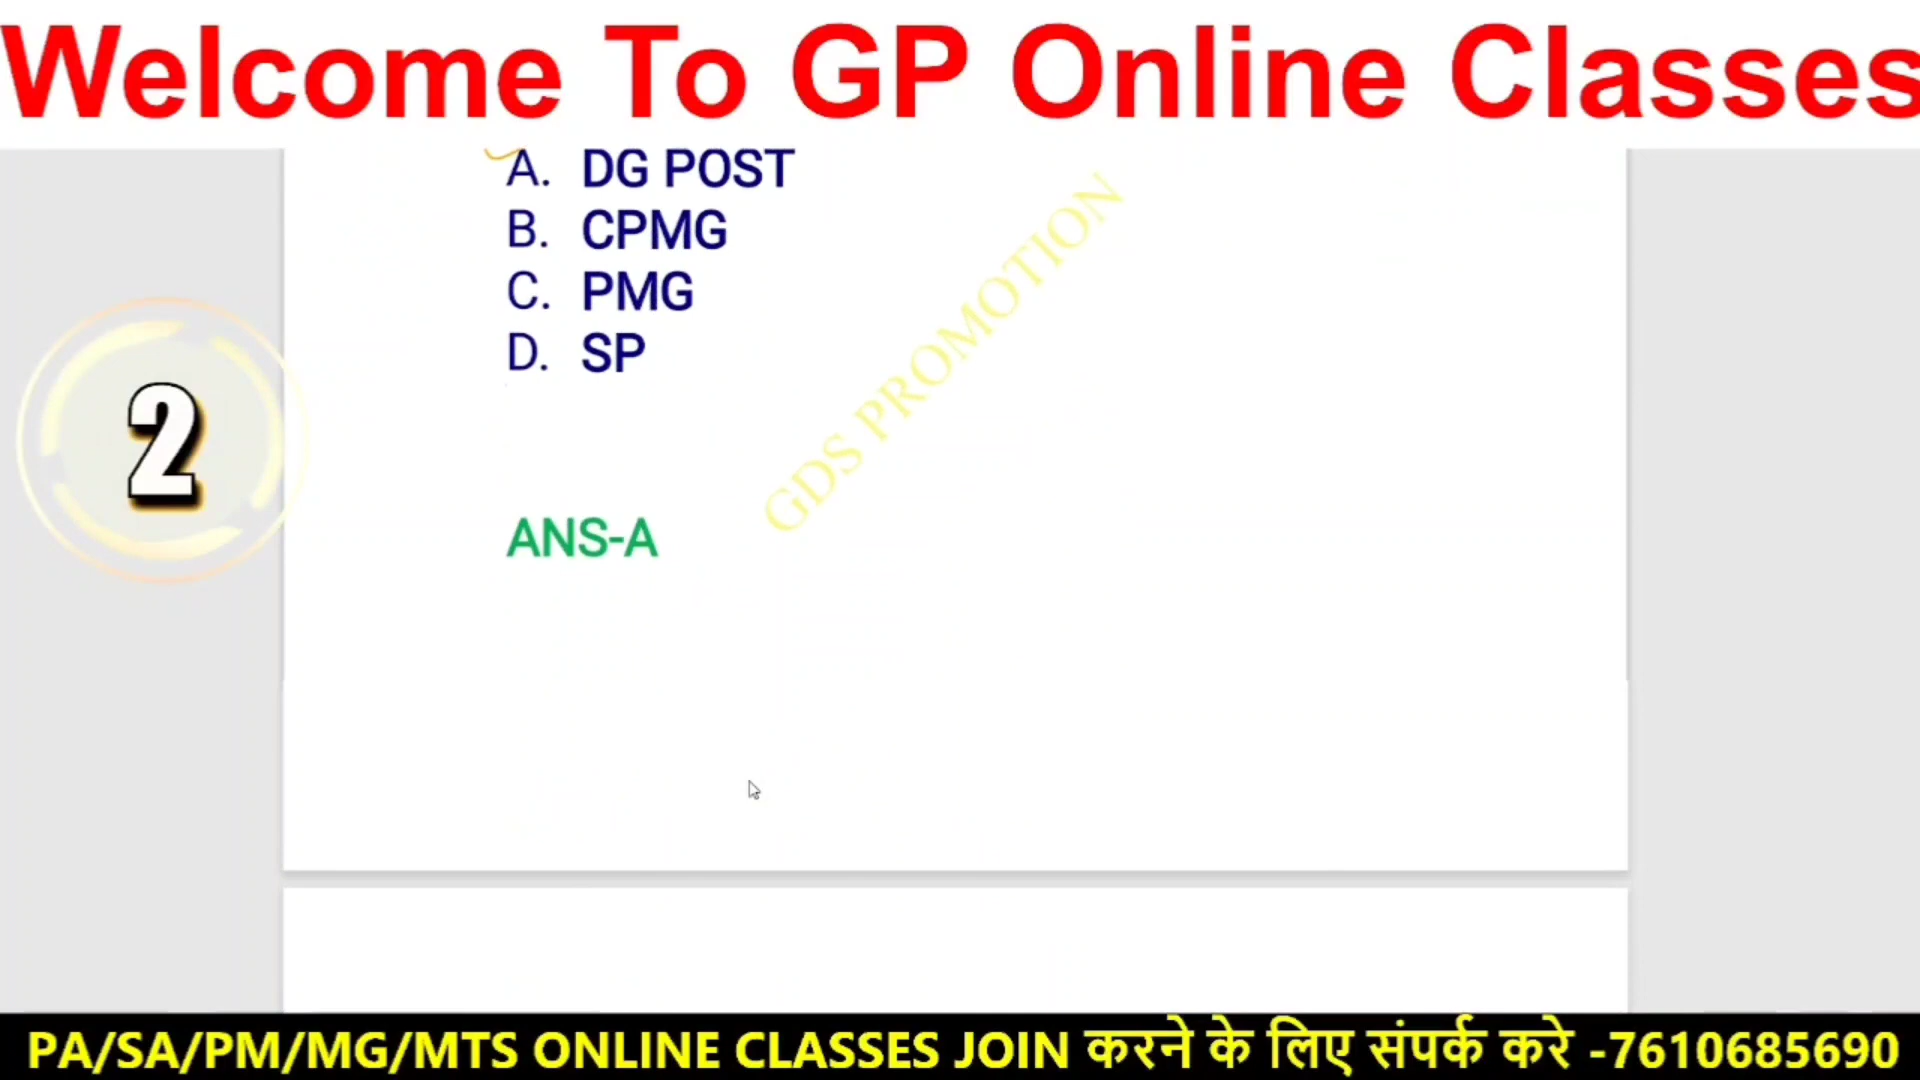 Welcome To GP Online Classes
A. DG POST
B. CPMG
C. PMG
D. SP
GDS PROMOTION
2
ANS-A
PA/SA/PM/MG/MTS ONLINE CLASSES JOIN करने के लिए संपर्क करे -7610685690